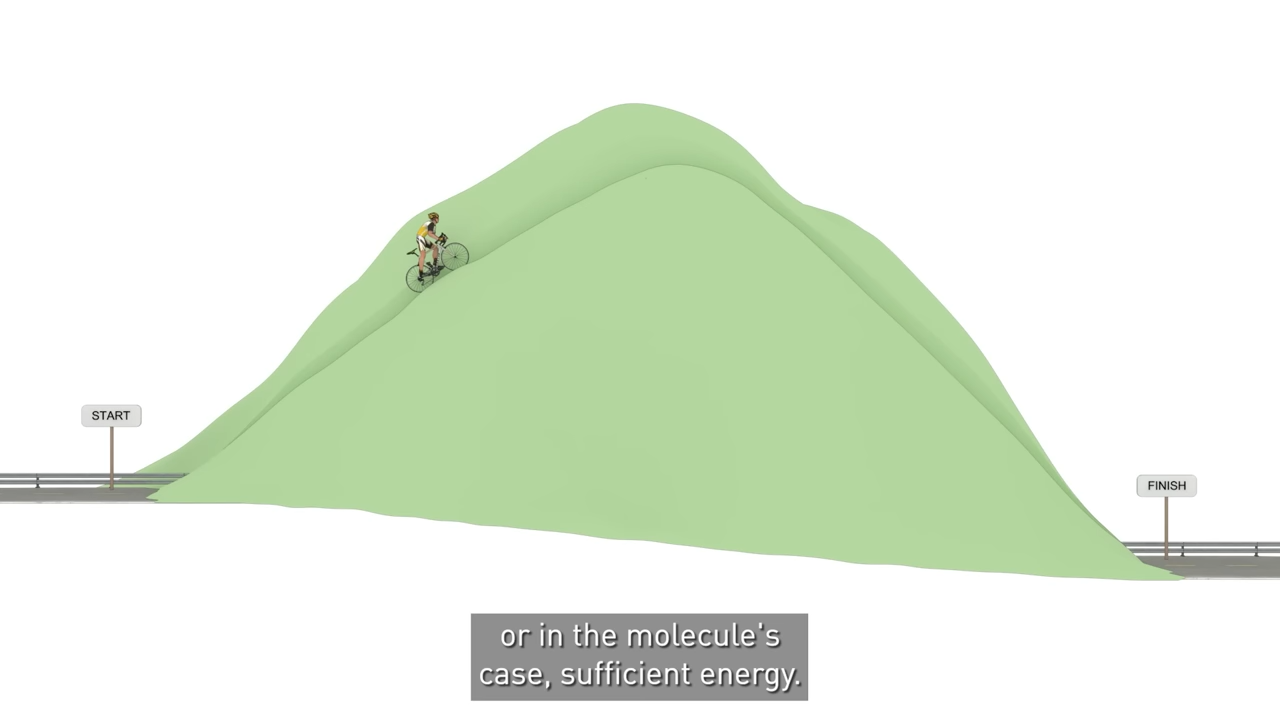 START
FINISH
or in the molecule's
case, sufficient energy.